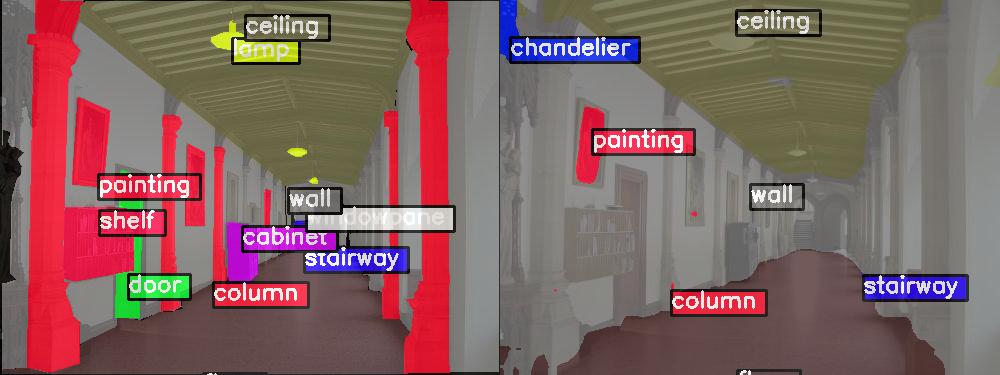 ceiling
lamp
painting
shelf
wall
windowpane
cabinet
stairway
door
column
ceiling
chandelier
painting
wall
stairway
column